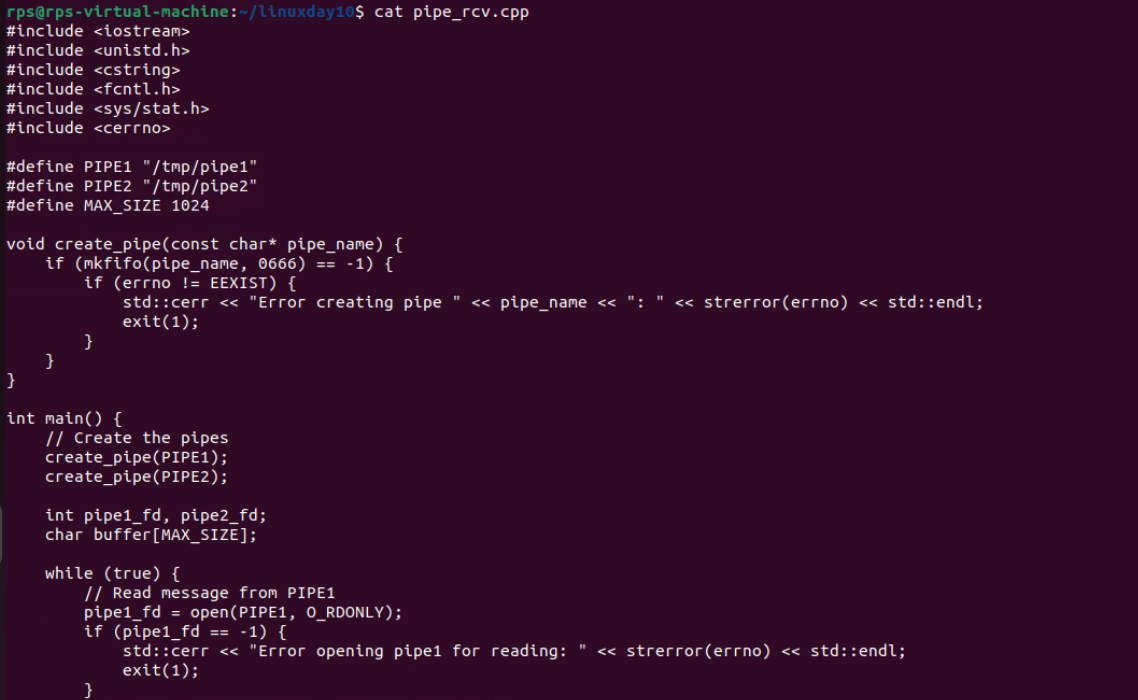 rps@rps-virtual-machine:~/linuxday10$ cat pipe_rcv.cpp
#include <iostream>
#include <unistd.h>
#include <cstring>
#include <fcntl.h>
#include <sys/stat.h>
#include <cerrno>

#define PIPE1 "/tmp/pipe1"
#define PIPE2 "/tmp/pipe2"
#define MAX_SIZE 1024

void create_pipe(const char* pipe_name) {
    if (mkfifo(pipe_name, 0666) == -1) {
        if (errno != EEXIST) {
            std::cerr << "Error creating pipe " << pipe_name << ": " << strerror(errno) << std::endl;
            exit(1);
        }
    }
}

int main() {
    // Create the pipes
    create_pipe(PIPE1);
    create_pipe(PIPE2);

    int pipe1_fd, pipe2_fd;
    char buffer[MAX_SIZE];

    while (true) {
        // Read message from PIPE1
        pipe1_fd = open(PIPE1, O_RDONLY);
        if (pipe1_fd == -1) {
            std::cerr << "Error opening pipe1 for reading: " << strerror(errno) << std::endl;
            exit(1);
        }